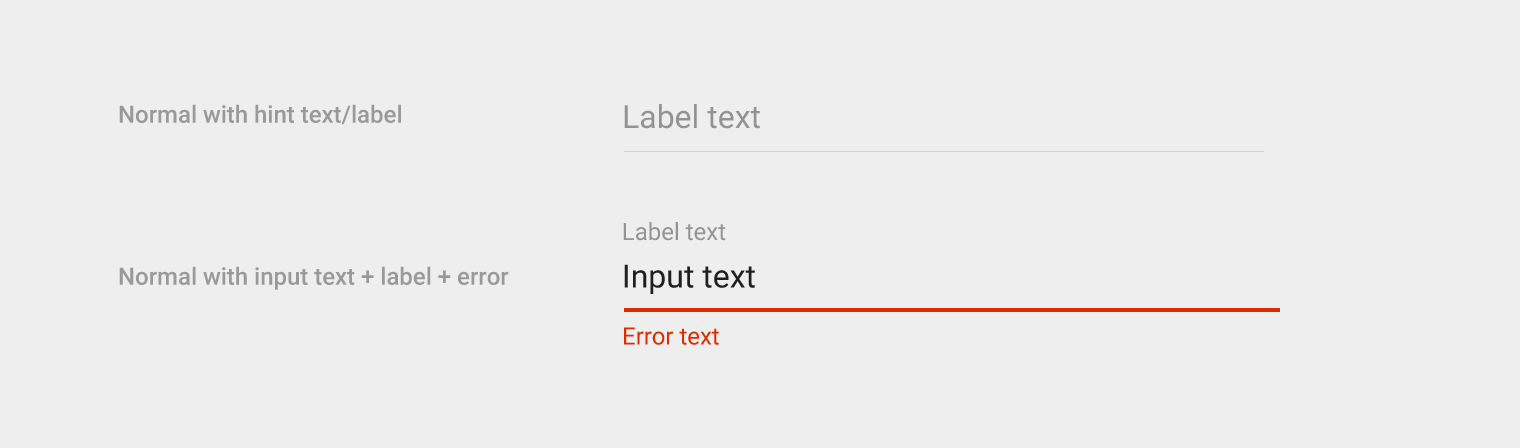 Normal with hint text/label
Label text
Label text
Normal with input text + label + error
Input text
Error text